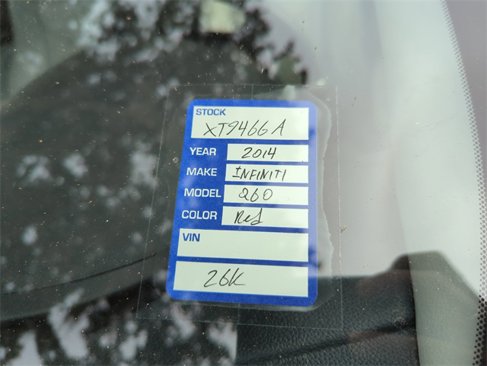 STOCK
XT9466A
YEAR 2014
MAKE INFINITI
MODEL Q60
COLOR Red
VIN
26K